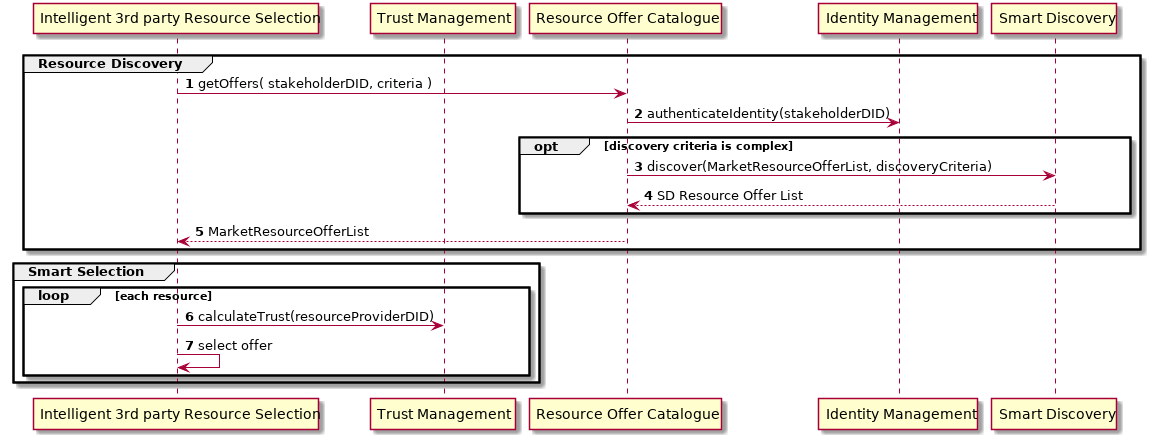 Intelligent 3rd party Resource Selection
Trust Management
Resource Offer Catalogue
Identity Management
Smart Discovery
Resource Discovery
1 getOffers( stakeholderDID, criteria )
2 authenticateIdentity(stakeholderDID)
opt [discovery criteria is complex]
3 discover(MarketResourceOfferList, discoveryCriteria)
4 SD Resource Offer List
5 MarketResourceOfferList
Smart Selection
loop [each resource]
6 calculateTrust(resourceProviderDID)
7 select offer
Intelligent 3rd party Resource Selection
Trust Management
Resource Offer Catalogue
Identity Management
Smart Discovery